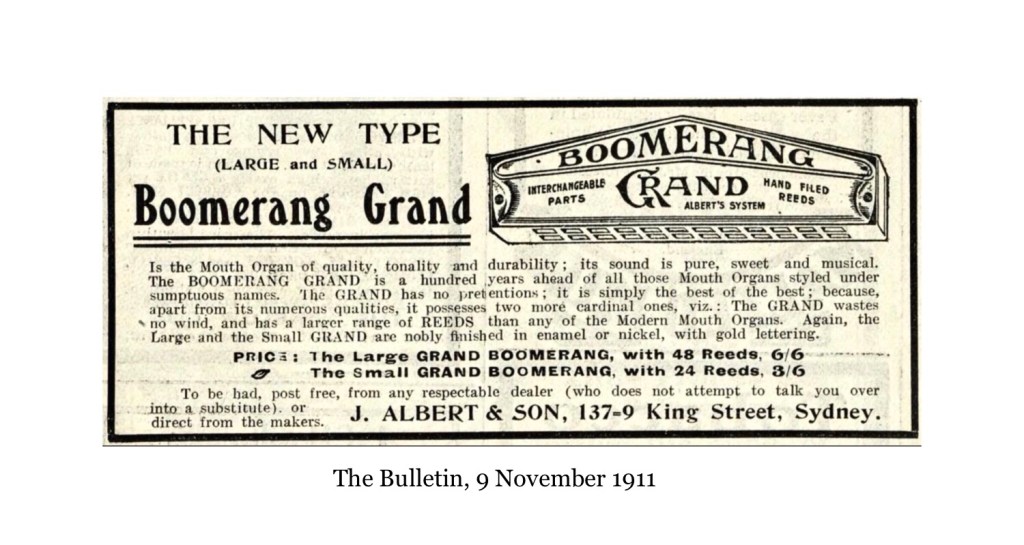 THE NEW TYPE
(LARGE and SMALL)
Boomerang Grand
BOOMERANG
INTERCHANGEABLE PARTS
GRAND
ALBERT'S SYSTEM
HAND FILED REEDS
Is the Mouth Organ of quality, tonality and durability; its sound is pure, sweet and musical.
The BOOMERANG GRAND is a hundred years ahead of all those Mouth Organs styled under
sumptuous names. The GRAND has no pretentions; it is simply the best of the best; because,
apart from its numerous qualities, it possesses two more cardinal ones, viz.: The GRAND wastes
no wind, and has a larger range of REEDS than any of the Modern Mouth Organs. Again, the
Large and the Small GRAND are nobly finished in enamel or nickel, with gold lettering.
PRICE: The Large GRAND BOOMERANG, with 48 Reeds, 6/6
The Small GRAND BOOMERANG, with 24 Reeds, 3/6
To be had, post free, from any respectable dealer (who does not attempt to talk you over
into a substitute). or
direct from the makers.
J. ALBERT & SON, 137-9 King Street, Sydney.
The Bulletin, 9 November 1911